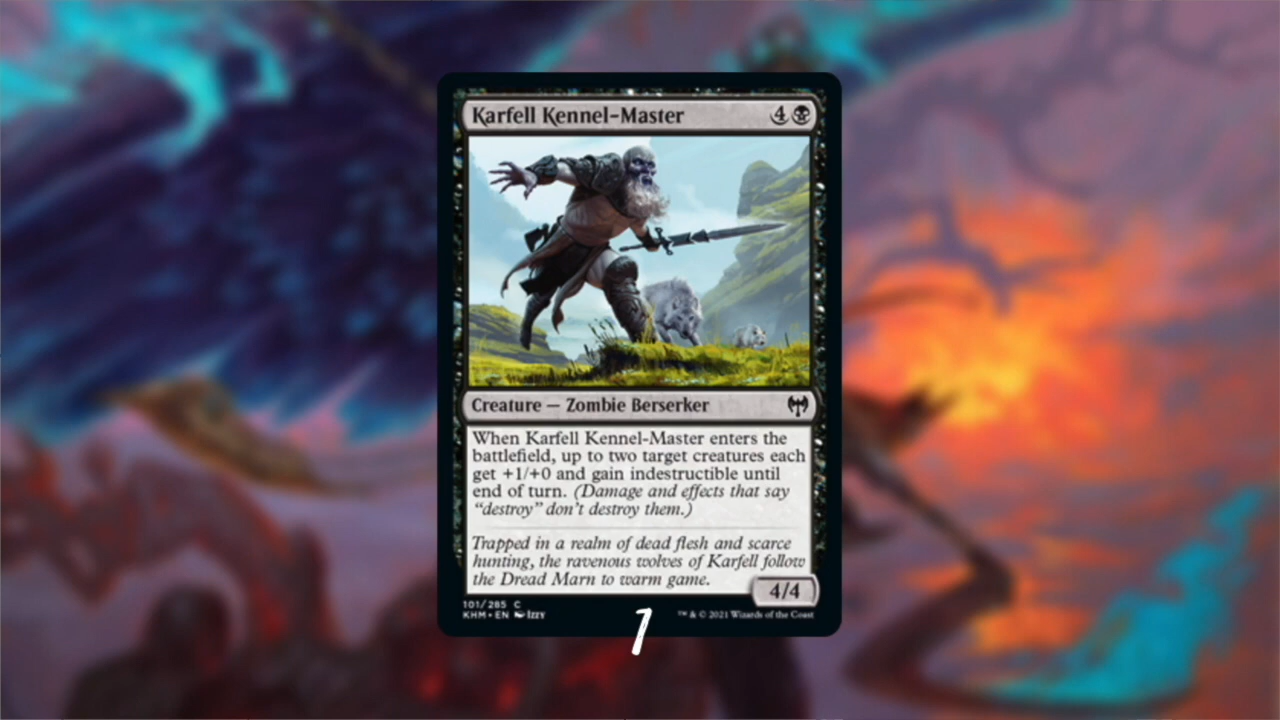 Karfell Kennel-Master 4
Creature — Zombie Berserker
When Karfell Kennel-Master enters the
battlefield, up to two target creatures each
get +1/+0 and gain indestructible until
end of turn. (Damage and effects that say
“destroy” don’t destroy them.)
Trapped in a realm of dead flesh and scarce
hunting, the ravenous wolves of Karfell follow
the Dread Marn to warm game.
4/4
101/285 C
KHM • EN Izzy
™ & © 2021 Wizards of the Coast
1